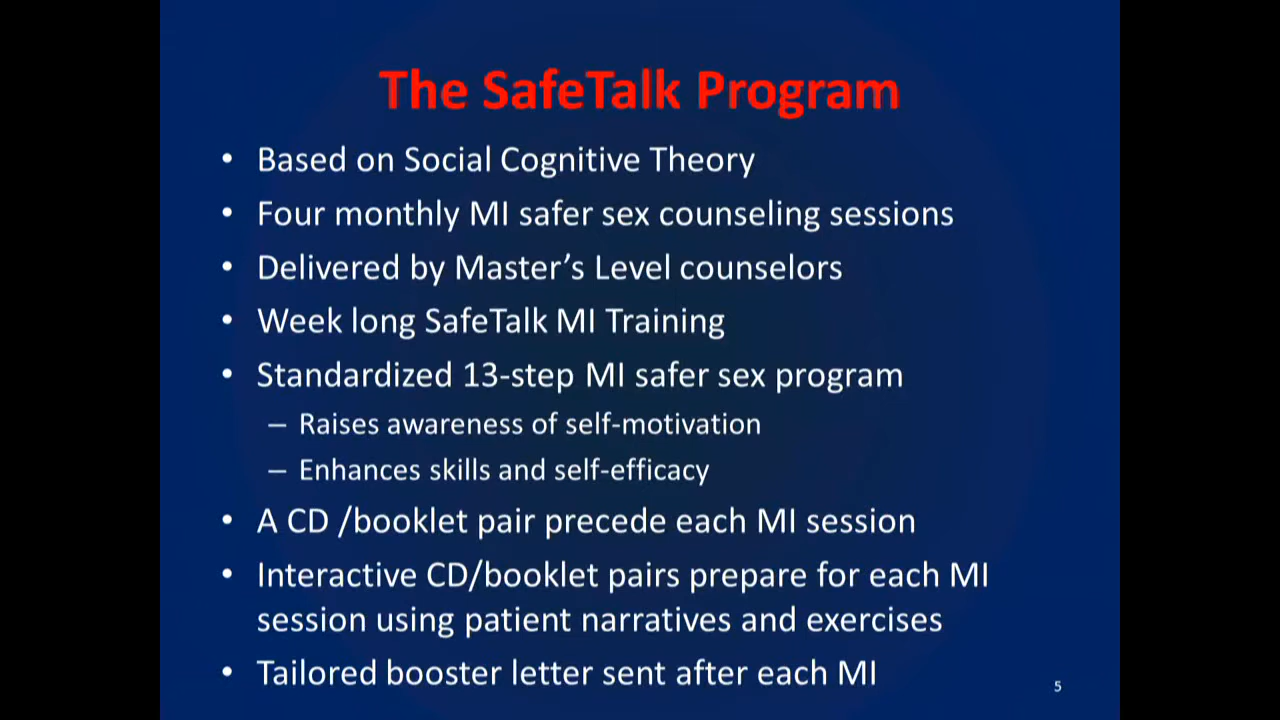 The SafeTalk Program
• Based on Social Cognitive Theory
• Four monthly MI safer sex counseling sessions
• Delivered by Master’s Level counselors
• Week long SafeTalk MI Training
• Standardized 13-step MI safer sex program
– Raises awareness of self-motivation
– Enhances skills and self-efficacy
• A CD /booklet pair precede each MI session
• Interactive CD/booklet pairs prepare for each MI
session using patient narratives and exercises
• Tailored booster letter sent after each MI
5